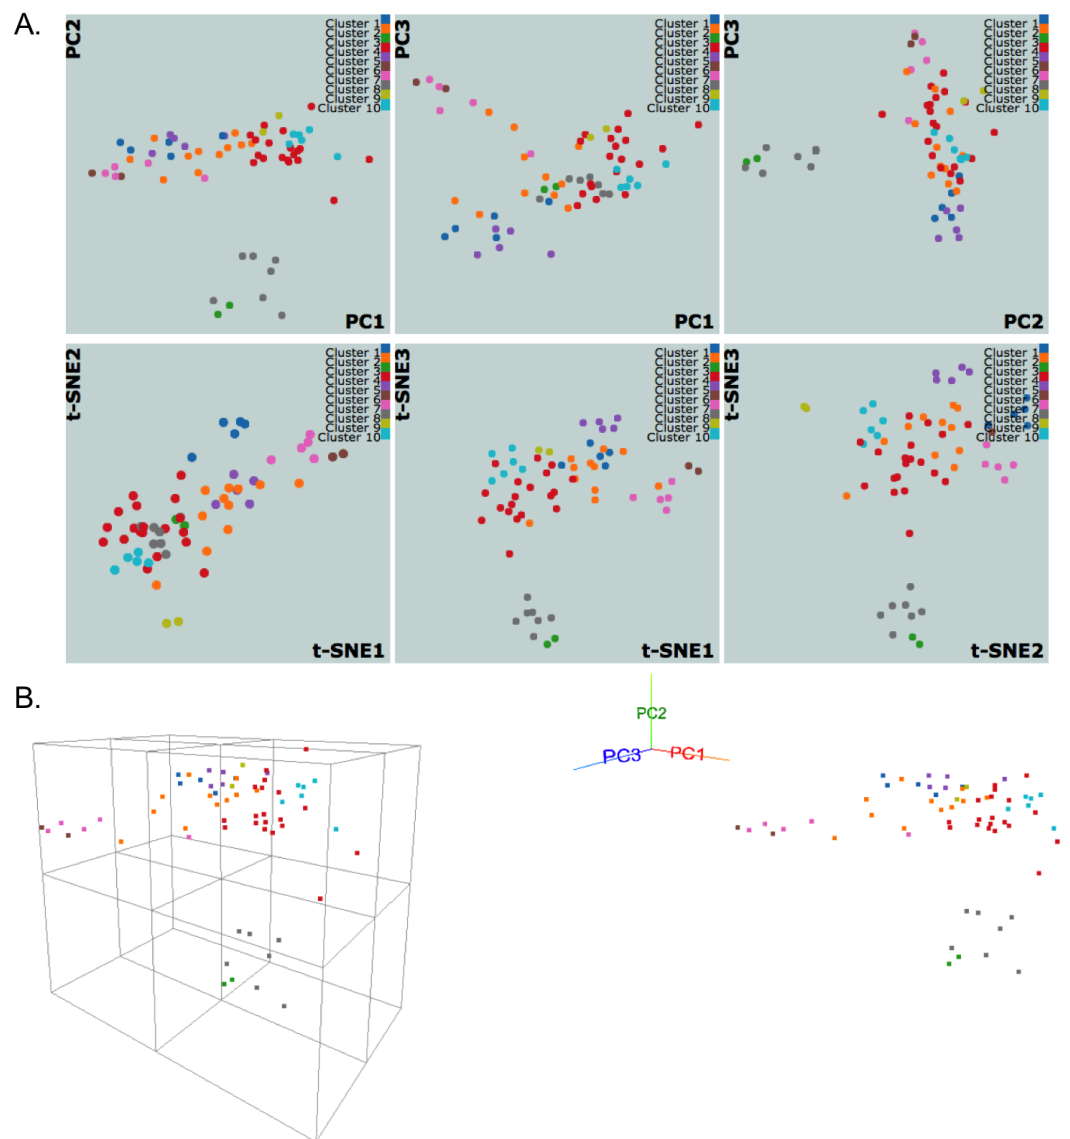 A.
PC2
Cluster 1
Cluster 2
Cluster 3
Cluster 4
Cluster 5
Cluster 6
Cluster 7
Cluster 8
Cluster 9
Cluster 10
PC1
PC3
Cluster 1
Cluster 2
Cluster 3
Cluster 4
Cluster 5
Cluster 6
Cluster 7
Cluster 8
Cluster 9
Cluster 10
PC1
PC3
Cluster 1
Cluster 2
Cluster 3
Cluster 4
Cluster 5
Cluster 6
Cluster 7
Cluster 8
Cluster 9
Cluster 10
PC2
t-SNE2
Cluster 1
Cluster 2
Cluster 3
Cluster 4
Cluster 5
Cluster 6
Cluster 7
Cluster 8
Cluster 9
Cluster 10
t-SNE1
t-SNE3
Cluster 1
Cluster 2
Cluster 3
Cluster 4
Cluster 5
Cluster 6
Cluster 7
Cluster 8
Cluster 9
Cluster 10
t-SNE1
t-SNE3
Cluster 1
Cluster 2
Cluster 3
Cluster 4
Cluster 5
Cluster 6
Cluster 7
Cluster 8
Cluster 9
Cluster 10
t-SNE2
B.
PC2
PC3
PC1